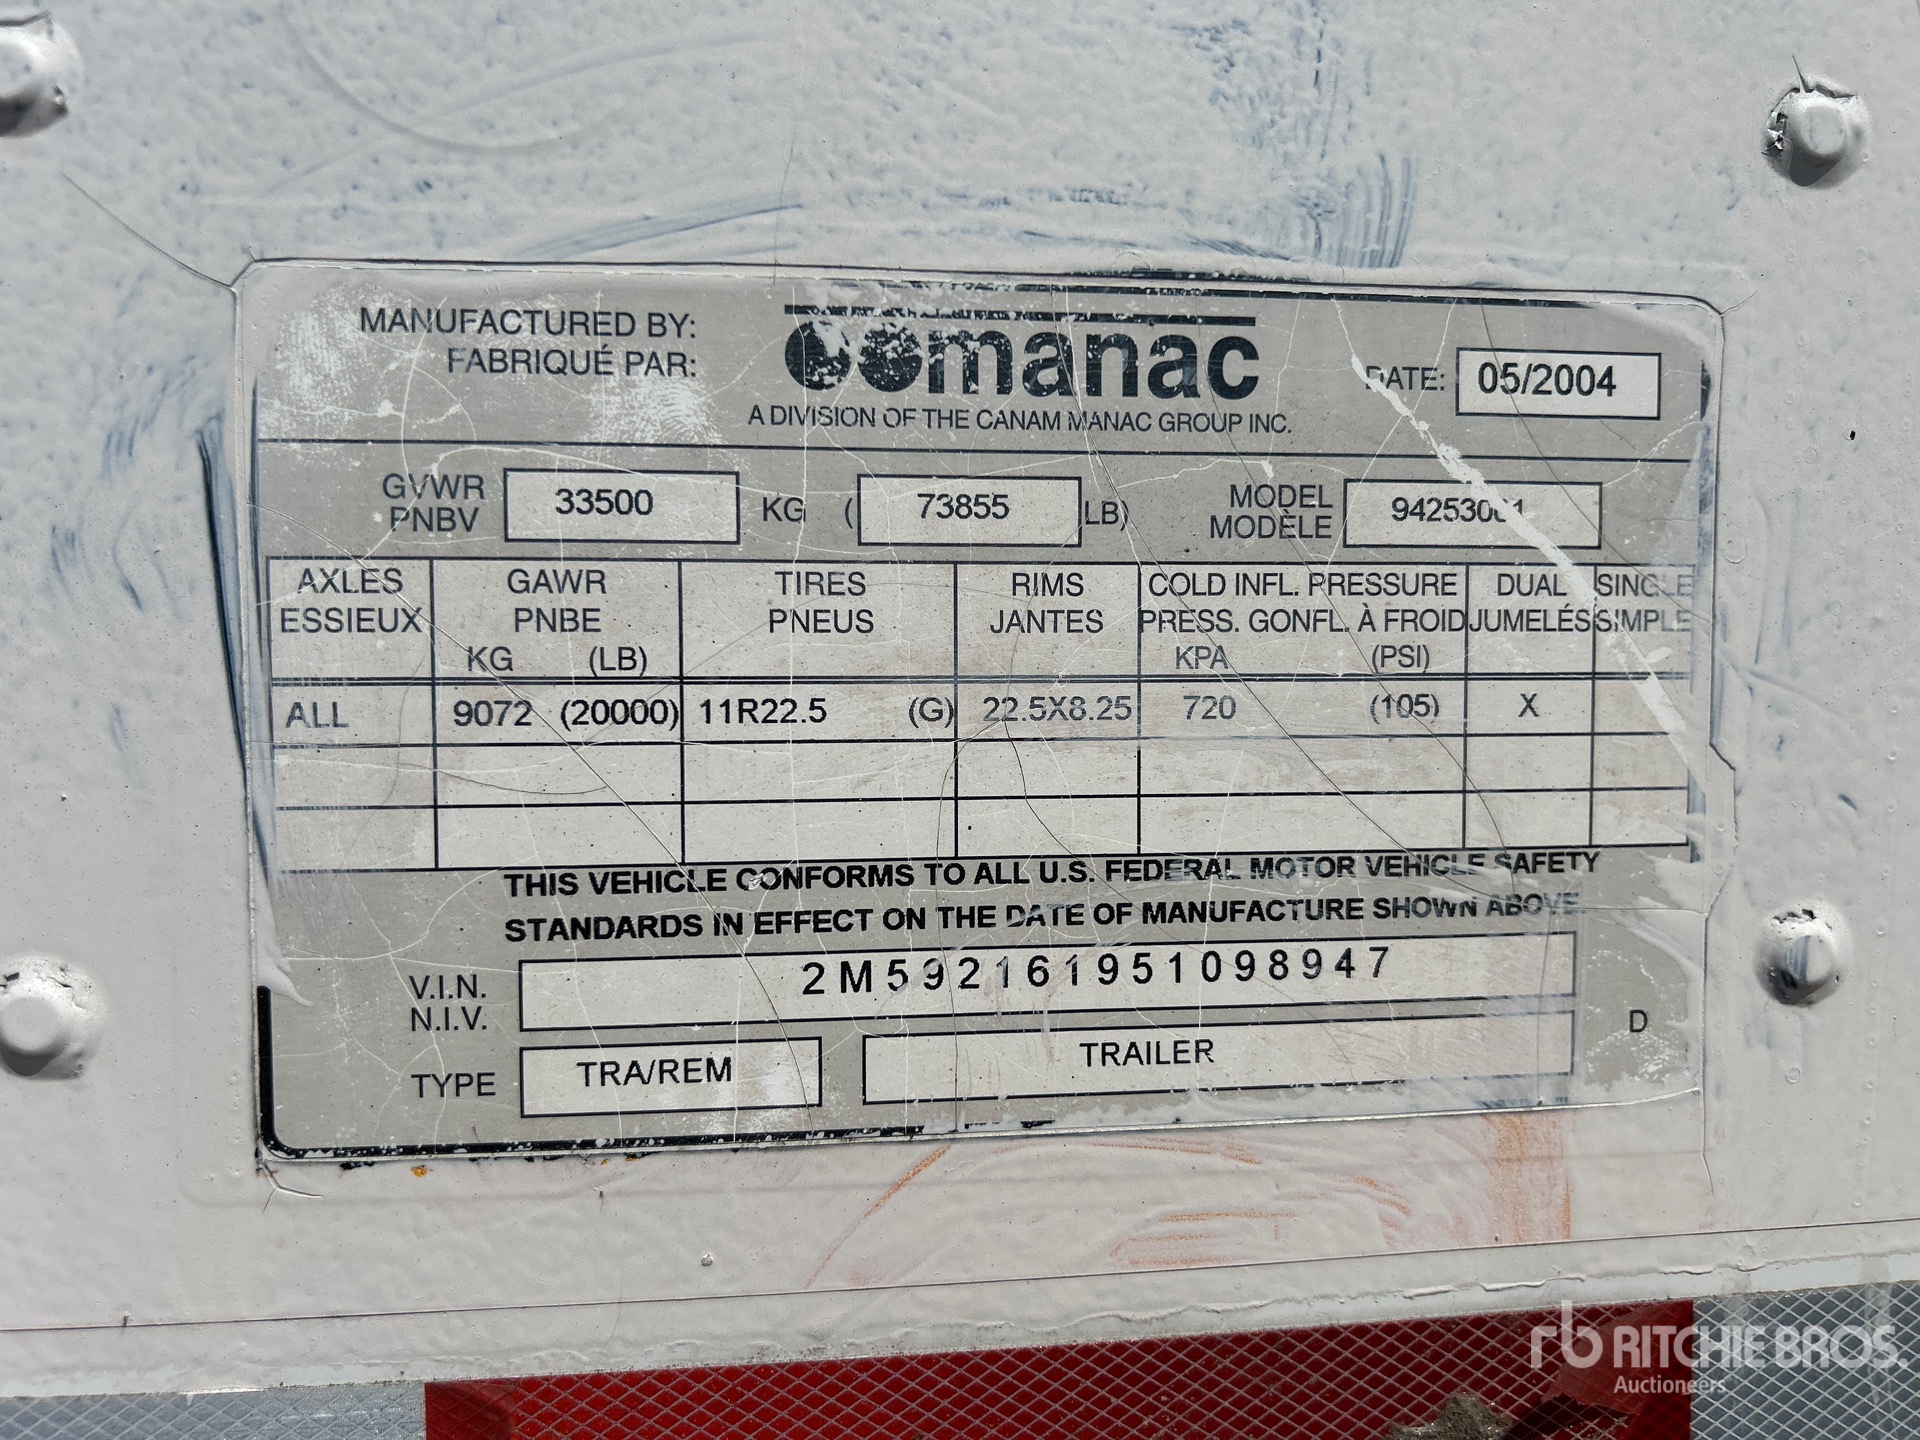 MANUFACTURED BY:
FABRIQUÉ PAR:
manac
A DIVISION OF THE CANAM MANAC GROUP INC.
DATE: 05/2004
GVWR
PNBV
33500 KG ( 73855 LB)
MODEL
MODÈLE
AXLES GAWR TIRES RIMS COLD INFL. PRESSURE DUAL SINGLE
ESSIEUX PNBE PNEUS JANTES PRESS. GONFL. À FROID JUMELÉS SIMPLE
KG (LB) KPA (PSI)
ALL 9072 (20000) 11R22.5 (G) 22.5X8.25 720 (105) X
THIS VEHICLE CONFORMS TO ALL U.S. FEDERAL MOTOR VEHICLE SAFETY
STANDARDS IN EFFECT ON THE DATE OF MANUFACTURE SHOWN ABOVE.
V.I.N.
N.I.V.
2M592161951098947
D
TYPE TRA/REM TRAILER
rb RITCHIE BROS.
Auctioneers